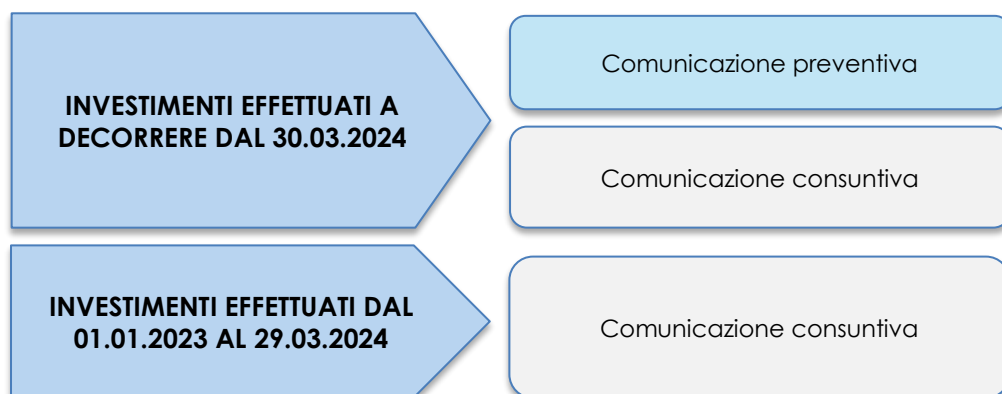 INVESTIMENTI EFFETTUATI A
DECORRERE DAL 30.03.2024
Comunicazione preventiva
Comunicazione consuntiva
INVESTIMENTI EFFETTUATI DAL
01.01.2023 AL 29.03.2024
Comunicazione consuntiva